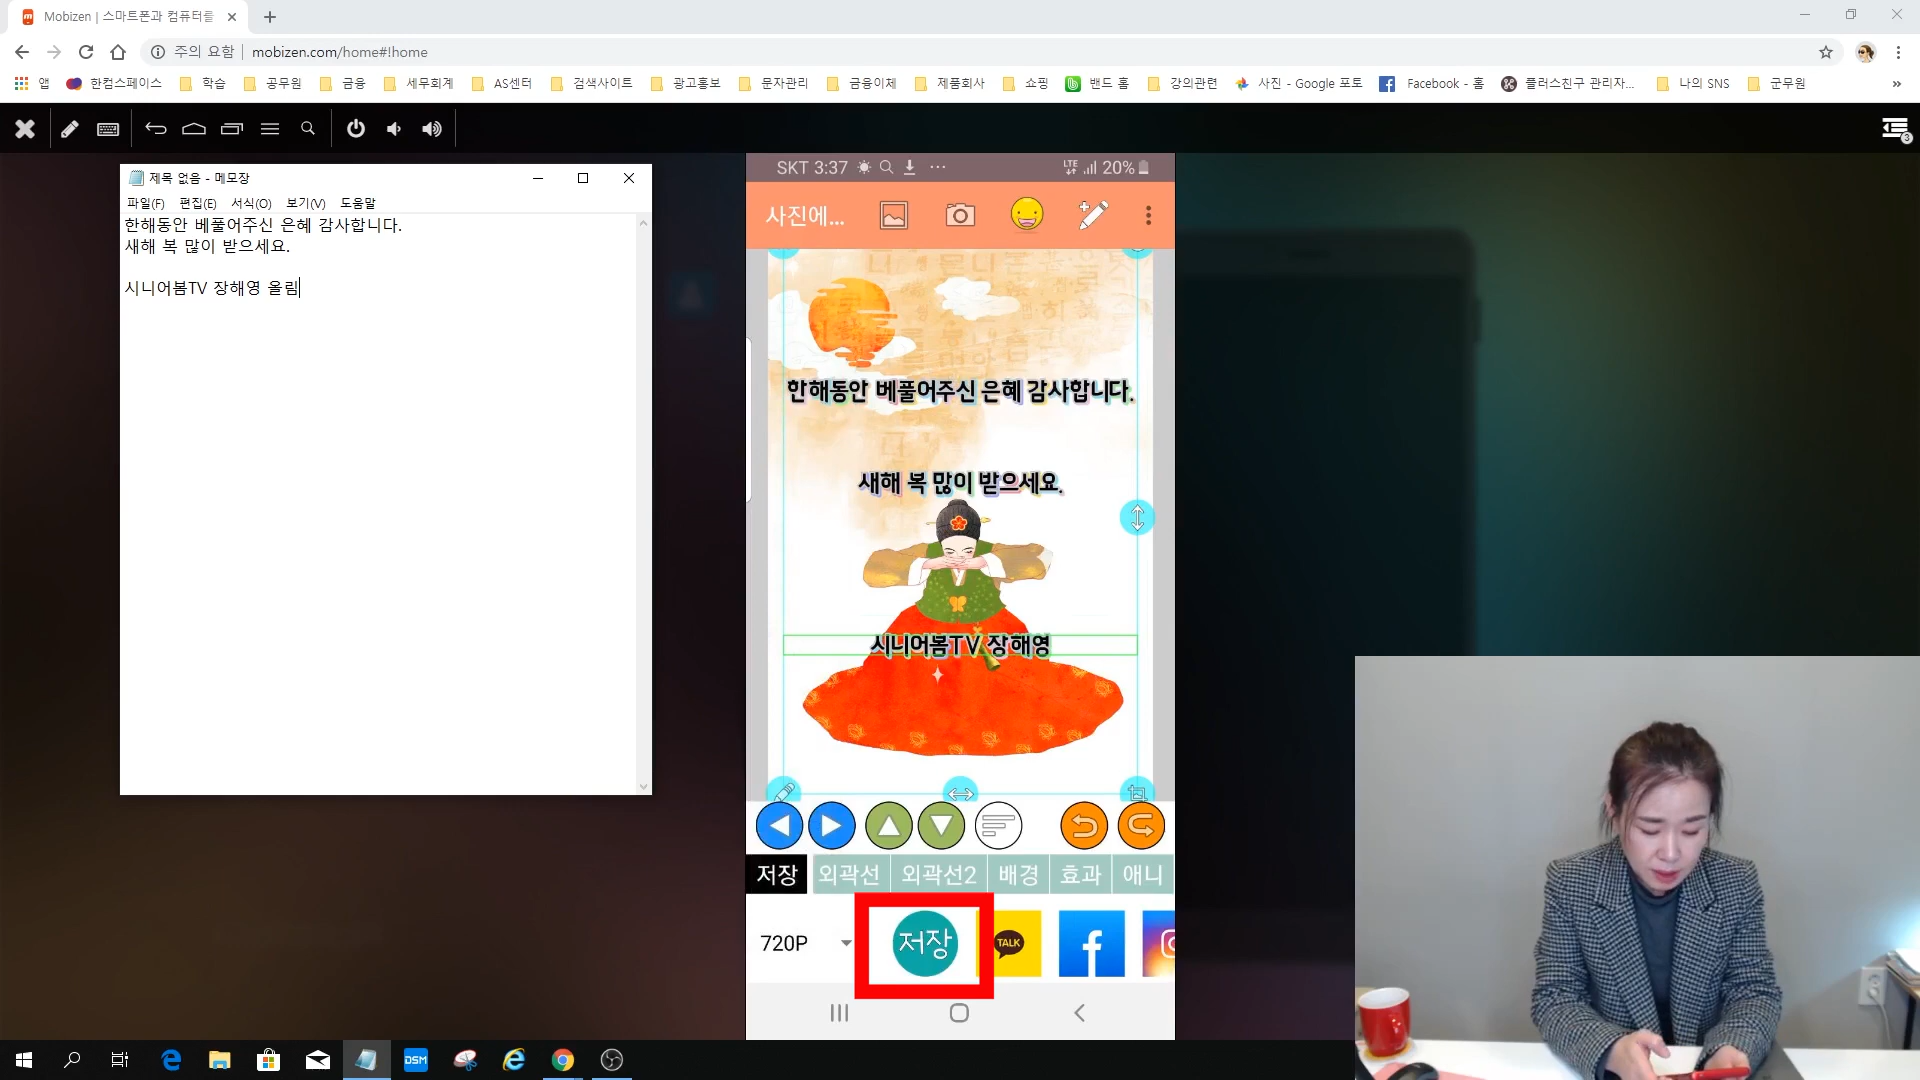 Mobizen | 스마트폰과 컴퓨터를
주의 요함 | mobizen.com/home#!home
앱 한컴스페이스 학습 공무원 금융 세무회계 AS센터 검색사이트 광고홍보 문자관리 금융이체 제품회사 쇼핑 밴드 홈 강의관련 사진 - Google 포토 Facebook - 홈 플러스친구 관리자... 나의 SNS 군무원 »
3
제목 없음 - 메모장
파일(F) 편집(E) 서식(O) 보기(V) 도움말
한해동안 베풀어주신 은혜 감사합니다.
새해 복 많이 받으세요.
시니어봄TV 장해영 올림
SKT 3:37 ... LTE 20%
사진에...
한해동안 베풀어주신 은혜 감사합니다.
새해 복 많이 받으세요.
시니어봄TV 장해영
저장 외곽선 외곽선2 배경 효과 애니
720P 저장 TALK f
DSM